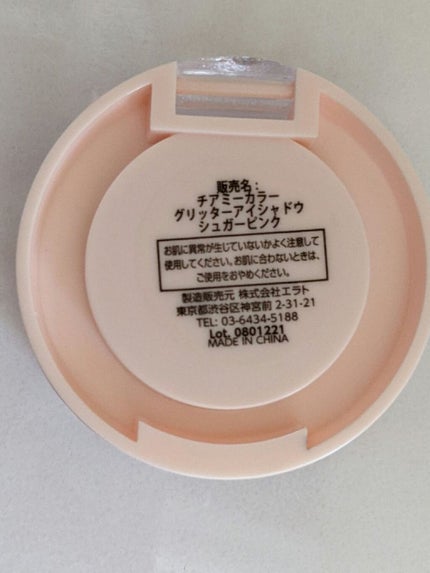 販売名：
チアミーカラー
グリッターアイシャドウ
シュガーピンク
お肌に異常が生じていないかよく注意して
使用してください。お肌に合わないときは、
ご使用をおやめください。
製造販売元 株式会社エラト
東京都渋谷区神宮前 2-31-21
TEL: 03-6434-5188
Lot. 0801221
MADE IN CHINA